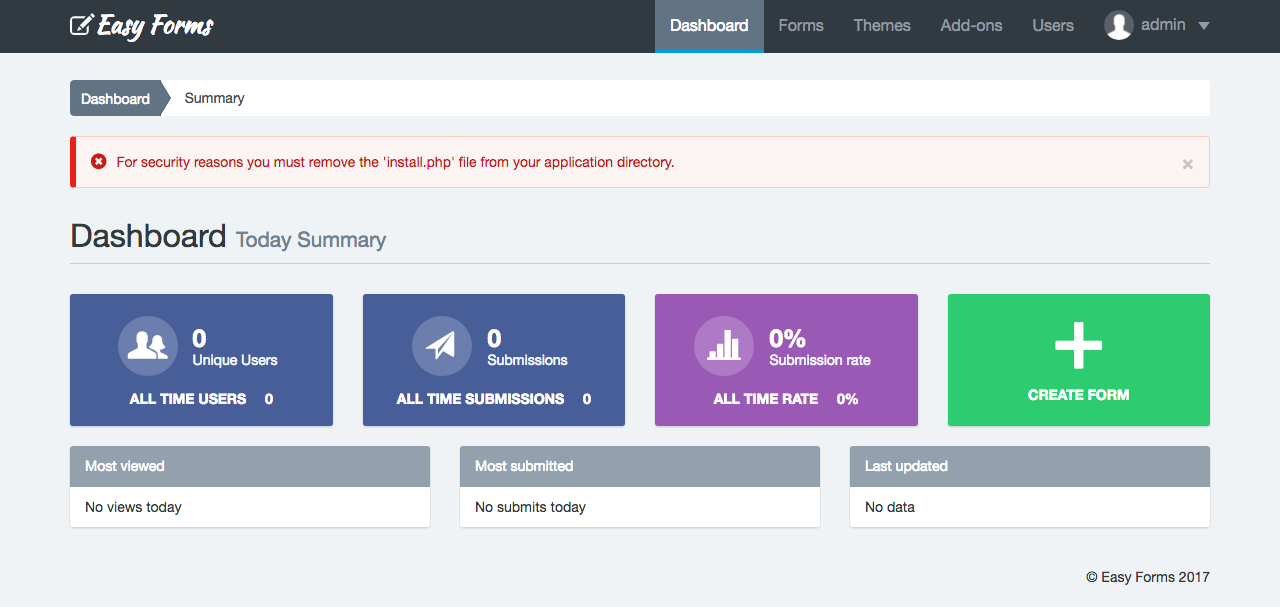 Easy Forms
Dashboard Forms Themes Add-ons Users admin
Dashboard Summary
For security reasons you must remove the 'install.php' file from your application directory.
×
Dashboard Today Summary
0
Unique Users
ALL TIME USERS 0
0
Submissions
ALL TIME SUBMISSIONS 0
0%
Submission rate
ALL TIME RATE 0%
CREATE FORM
Most viewed
No views today
Most submitted
No submits today
Last updated
No data
© Easy Forms 2017